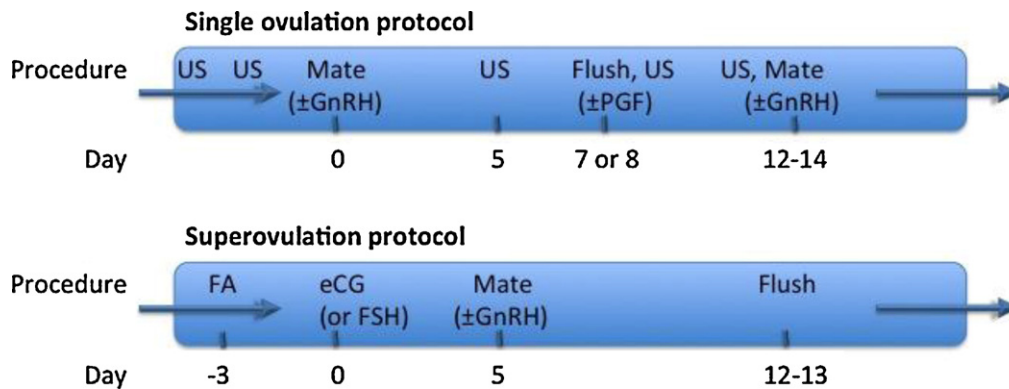 Single ovulation protocol
Procedure US US Mate US Flush, US US, Mate
(±GnRH) (±PGF) (±GnRH)
Day 0 5 7 or 8 12-14
Superovulation protocol
Procedure FA eCG Mate Flush
(or FSH) (±GnRH)
Day -3 0 5 12-13